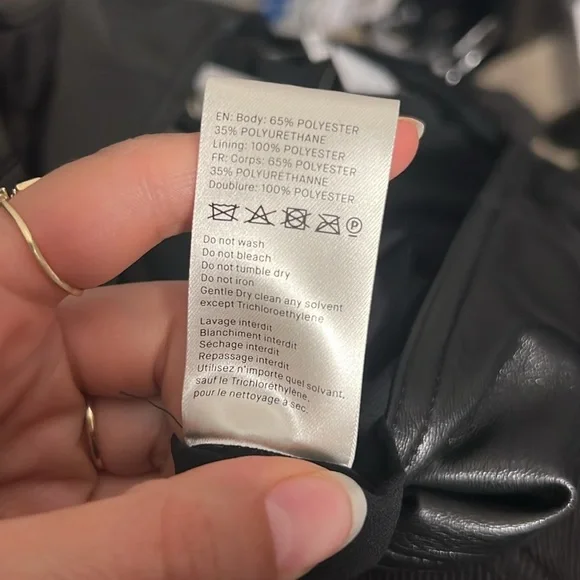 EN: Body: 65% POLYESTER
35% POLYURETHANE
Lining: 100% POLYESTER
FR: Corps: 65% POLYESTER
35% POLYURETHANNE
Doublure: 100% POLYESTER
P
Do not wash
Do not bleach
Do not tumble dry
Do not iron
Gentle Dry clean any solvent
except Trichloroethylene
Lavage interdit
Blanchiment interdit
Séchage interdit
Repassage interdit
Utilisez n'importe quel solvant,
sauf le Trichloréthylène,
pour le nettoyage à sec.